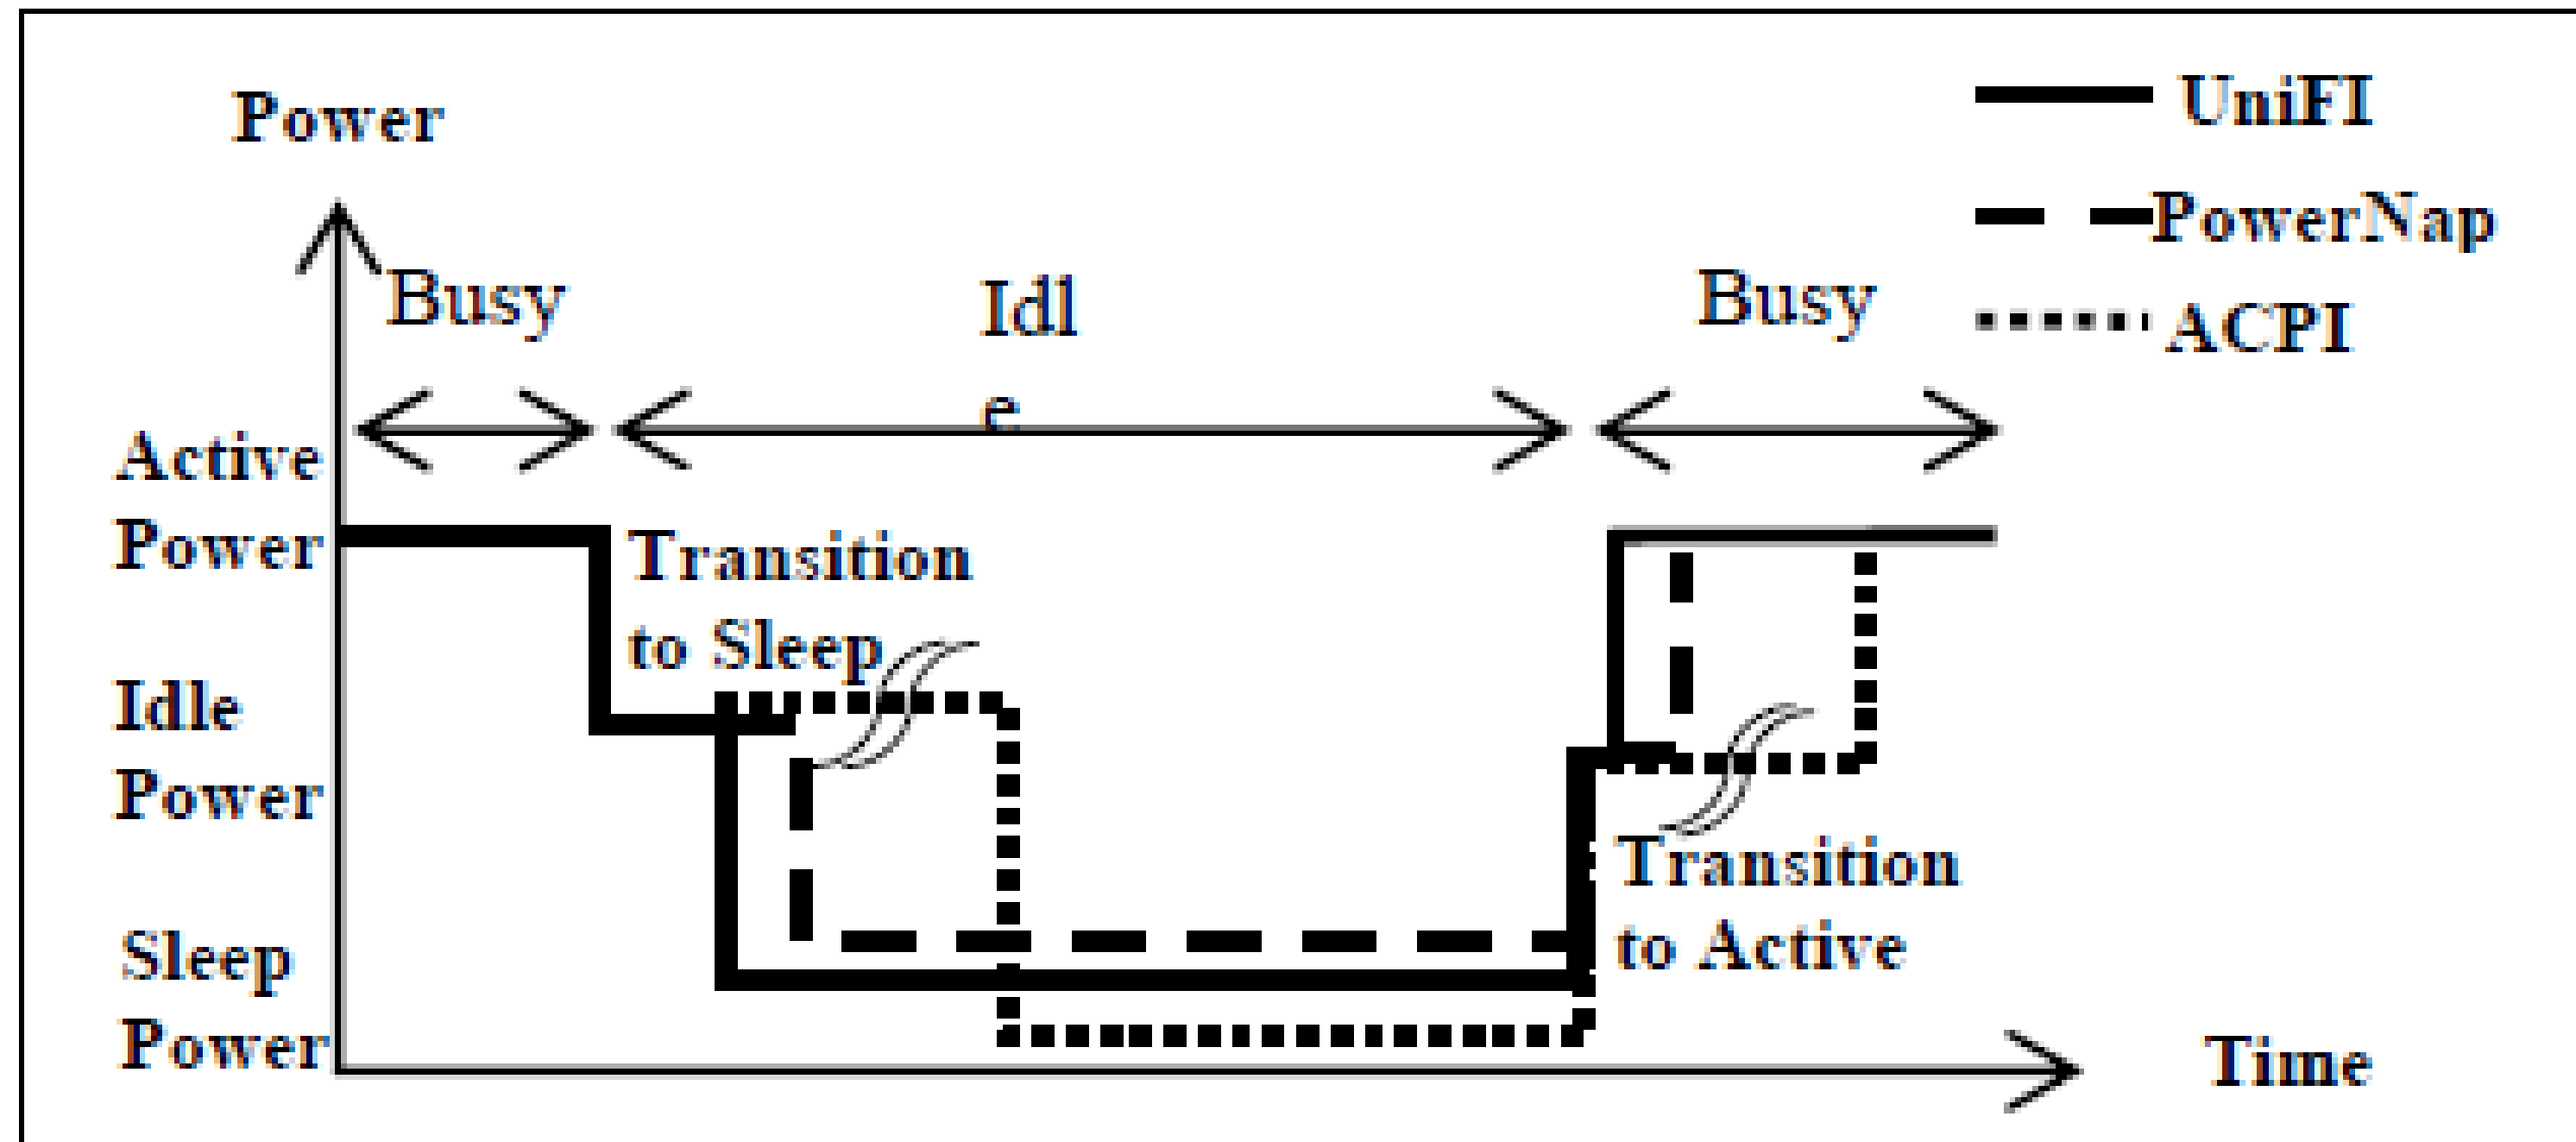 Power
UniFI
PowerNap
ACPI
Busy
Idl
e
Busy
Active
Power
Transition
to Sleep
Idle
Power
Transition
to Active
Sleep
Power
Time